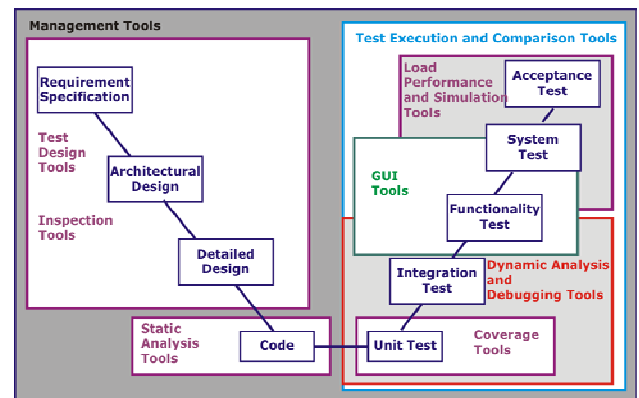 Management Tools
Requirement
Specification
Test
Design
Tools
Architectural
Design
Inspection
Tools
Detailed
Design
Static
Analysis
Tools
Code
Test Execution and Comparison Tools
Load
Performance
and Simulation
Tools
Acceptance
Test
System
Test
GUI
Tools
Functionality
Test
Integration
Test
Dynamic Analysis
and
Debugging Tools
Unit Test
Coverage
Tools